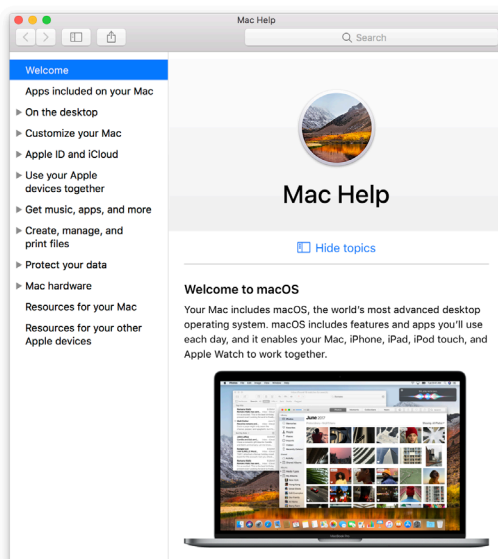 Mac Help
Search
Welcome
Apps included on your Mac
On the desktop
Customize your Mac
Apple ID and iCloud
Use your Apple
devices together
Get music, apps, and more
Create, manage, and
print files
Protect your data
Mac hardware
Resources for your Mac
Resources for your other
Apple devices
Mac Help
Hide topics
Welcome to macOS
Your Mac includes macOS, the world's most advanced desktop
operating system. macOS includes features and apps you'll use
each day, and it enables your Mac, iPhone, iPad, iPod touch, and
Apple Watch to work together.
June 2017